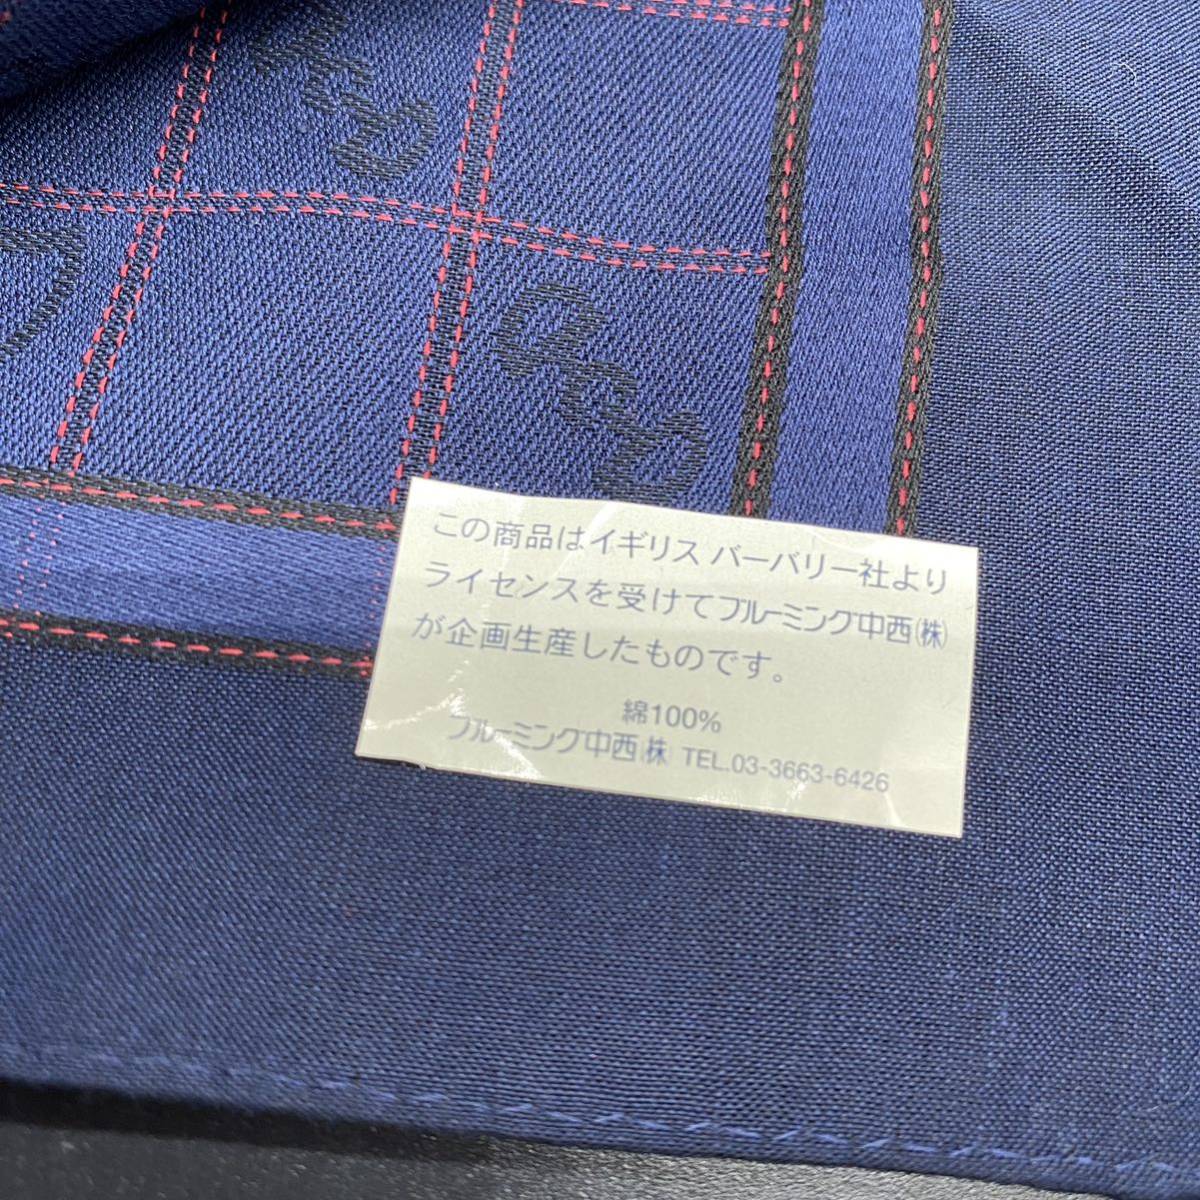 この商品はイギリス バーバリー社より
ライセンスを受けてブルーミング中西(株)
が企画生産したものです。
綿100%
ブルーミング中西(株) TEL.03-3663-6426